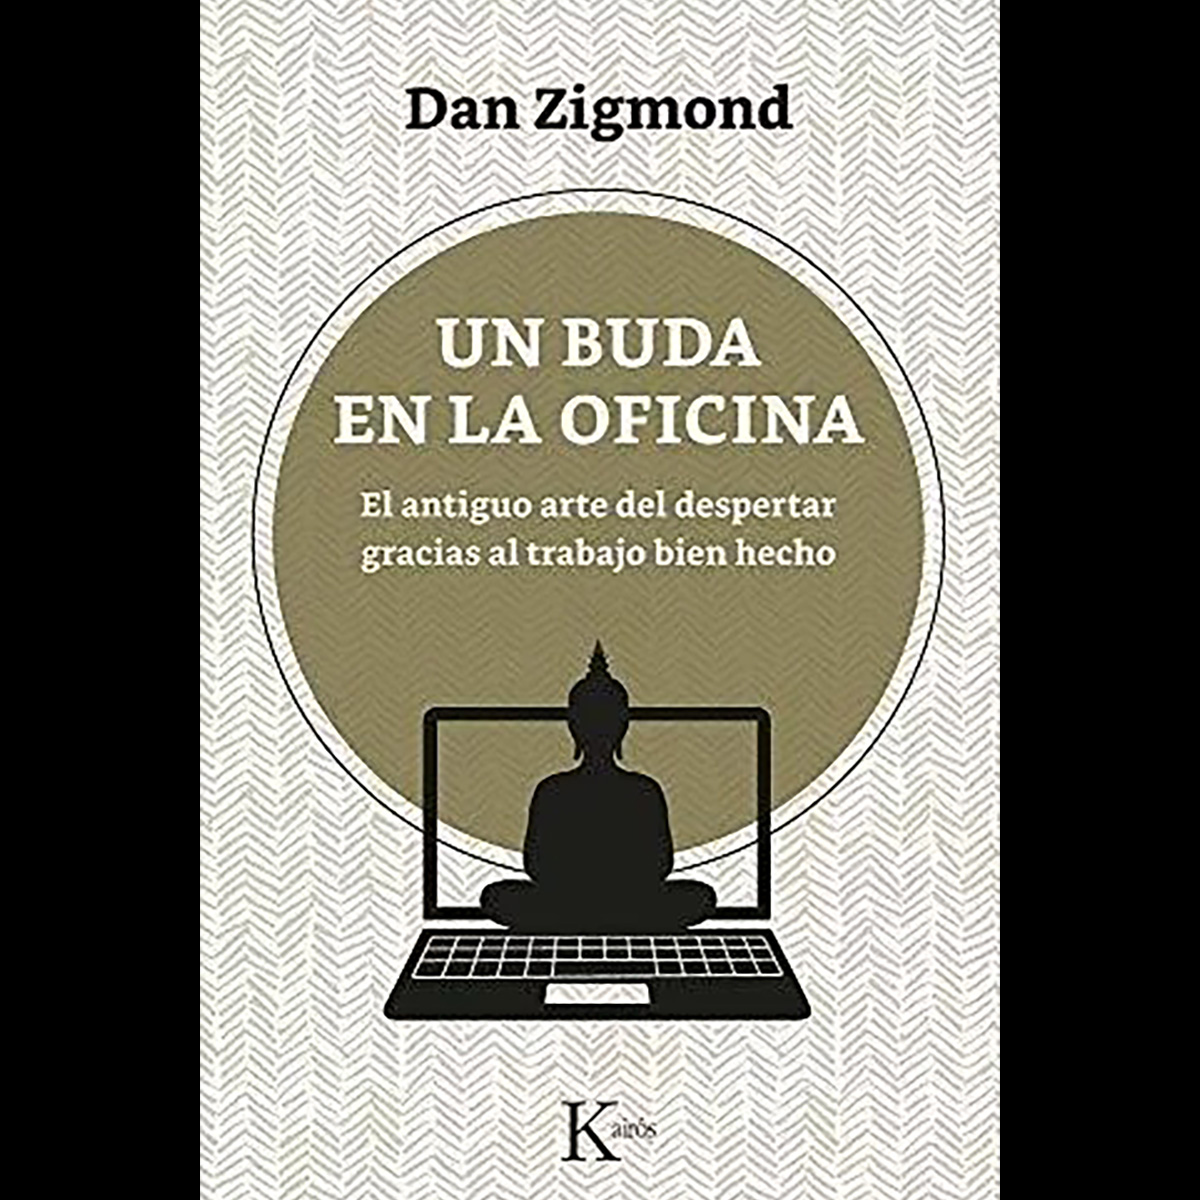 Dan Zigmond
UN BUDA
EN LA OFICINA
El antiguo arte del despertar
gracias al trabajo bien hecho
Kairós